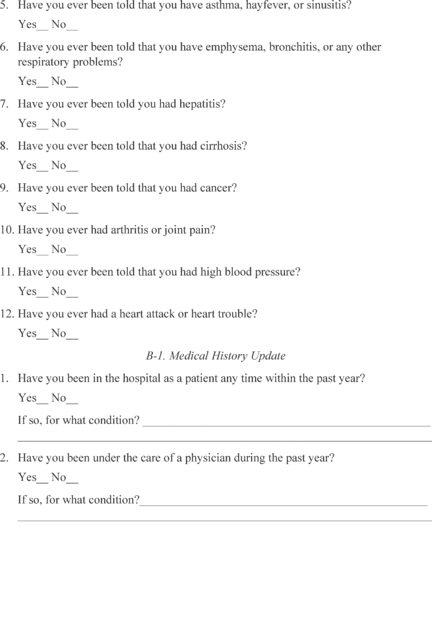 5. Have you ever been told that you have asthma, hayfever, or sinusitis?
Yes__ No__
6. Have you ever been told that you have emphysema, bronchitis, or any other
respiratory problems?
Yes__ No__
7. Have you ever been told you had hepatitis?
Yes__ No__
8. Have you ever been told that you had cirrhosis?
Yes__ No__
9. Have you ever been told that you had cancer?
Yes__ No__
10. Have you ever had arthritis or joint pain?
Yes__ No__
11. Have you ever been told that you had high blood pressure?
Yes__ No__
12. Have you ever had a heart attack or heart trouble?
Yes__ No__
B-1. Medical History Update
1. Have you been in the hospital as a patient any time within the past year?
Yes__ No__
If so, for what condition? ____________________
____________________
2. Have you been under the care of a physician during the past year?
Yes__ No__
If so, for what condition?____________________
____________________